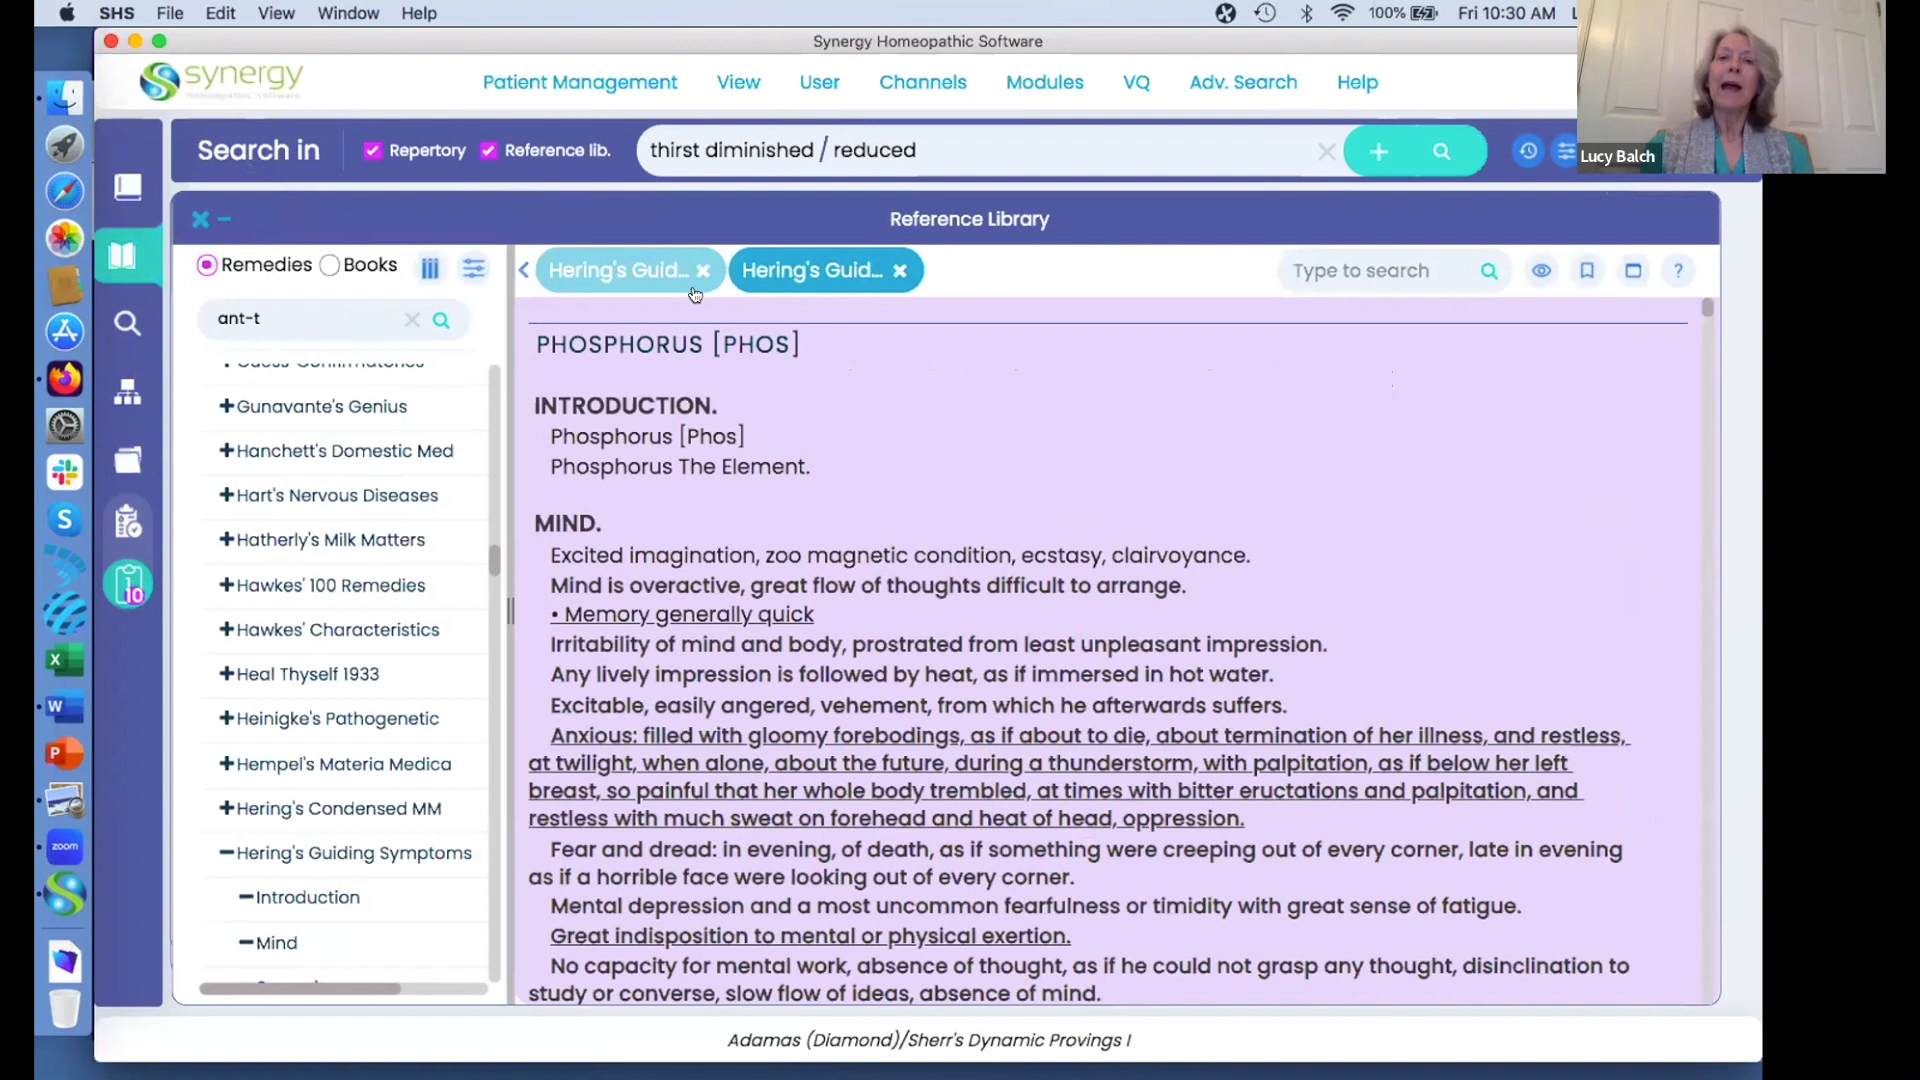 SHS File Edit View Window Help
100% Fri 10:30 AM
Synergy Homeopathic Software
synergy
Homeopathic Software
Patient Management View User Channels Modules VQ Adv. Search Help
Lucy Balch
Search in Repertory Reference lib. thirst diminished / reduced
Reference Library
Remedies Books
Hering's Guid... Hering's Guid... Type to search ?
ant-t
Gunavante's Genius
Hanchett's Domestic Med
Hart's Nervous Diseases
Hatherly's Milk Matters
Hawkes' 100 Remedies
Hawkes' Characteristics
Heal Thyself 1933
Heinigke's Pathogenetic
Hempel's Materia Medica
Hering's Condensed MM
Hering's Guiding Symptoms
Introduction
Mind
10
zoom
PHOSPHORUS [PHOS]
INTRODUCTION.
Phosphorus [Phos]
Phosphorus The Element.
MIND.
Excited imagination, zoo magnetic condition, ecstasy, clairvoyance.
Mind is overactive, great flow of thoughts difficult to arrange.
• Memory generally quick
Irritability of mind and body, prostrated from least unpleasant impression.
Any lively impression is followed by heat, as if immersed in hot water.
Excitable, easily angered, vehement, from which he afterwards suffers.
Anxious: filled with gloomy forebodings, as if about to die, about termination of her illness, and restless,
at twilight, when alone, about the future, during a thunderstorm, with palpitation, as if below her left
breast, so painful that her whole body trembled, at times with bitter eructations and palpitation, and
restless with much sweat on forehead and heat of head, oppression.
Fear and dread: in evening, of death, as if something were creeping out of every corner, late in evening
as if a horrible face were looking out of every corner.
Mental depression and a most uncommon fearfulness or timidity with great sense of fatigue.
Great indisposition to mental or physical exertion.
No capacity for mental work, absence of thought, as if he could not grasp any thought, disinclination to
study or converse, slow flow of ideas, absence of mind.
Adamas (Diamond)/Sherr's Dynamic Provings I